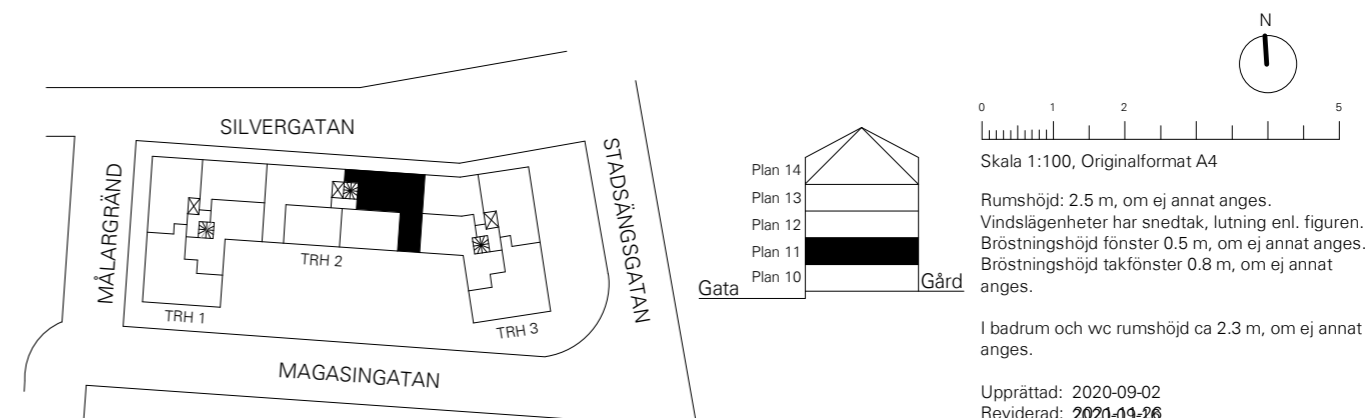 N
0 1 2 5
Skala 1:100, Originalformat A4
Rumshöjd: 2.5 m, om ej annat anges.
Vindslägenheter har snedtak, lutning enl. figuren.
Bröstningshöjd fönster 0.5 m, om ej annat anges.
Bröstningshöjd takfönster 0.8 m, om ej annat
anges.
I badrum och wc rumshöjd ca 2.3 m, om ej annat
anges.
Upprättad: 2020-09-02
Reviderad:
SILVERGATAN
MÅLARGRÄND
STADSÄNGSGATAN
TRH 1
TRH 2
TRH 3
MAGASINGATAN
Plan 14
Plan 13
Plan 12
Plan 11
Plan 10
Gata
Gård